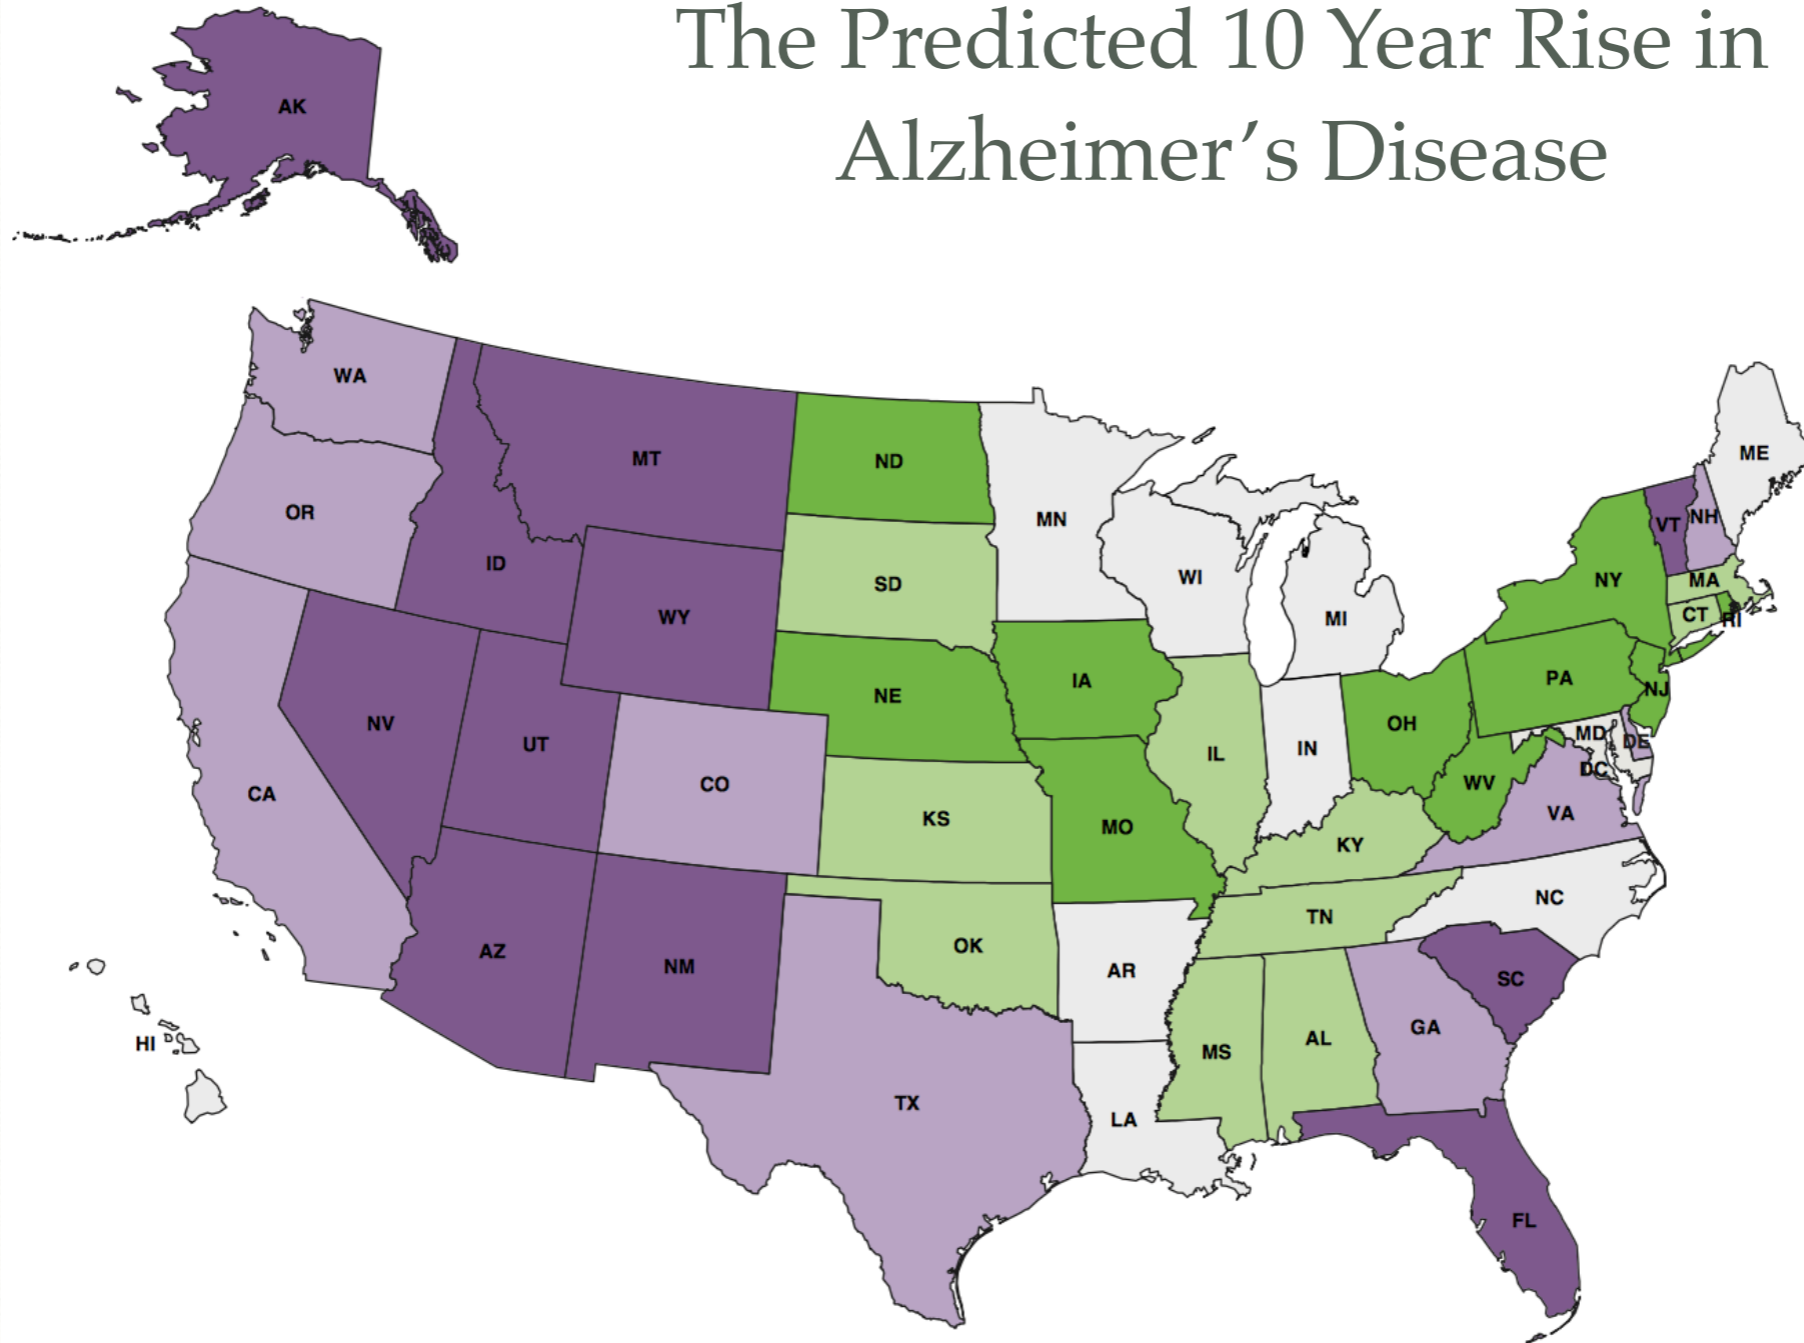 The Predicted 10 Year Rise in
Alzheimer's Disease
AK
WA
MT
ND
ME
OR
MN
VT
NH
ID
WI
NY
MA
SD
WY
MI
CT
RI
NE
IA
PA
NJ
NV
UT
OH
MD
DE
IN
IL
DC
CO
WV
CA
KS
MO
VA
KY
NC
TN
OK
AZ
NM
AR
SC
GA
HI
MS
AL
TX
LA
FL